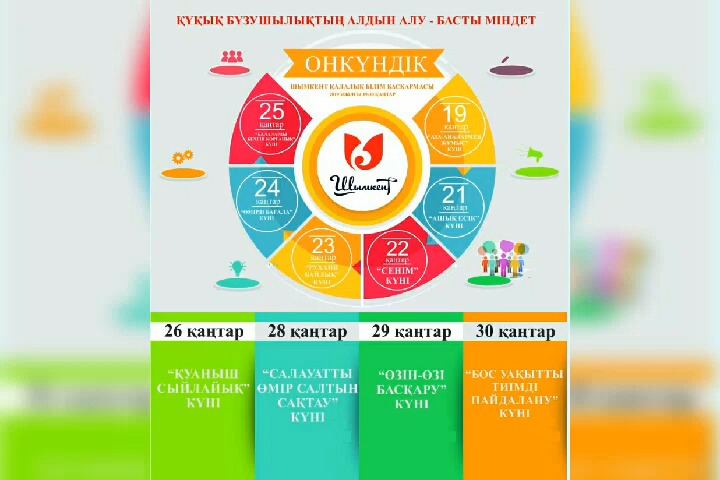 ҚҰҚЫҚ БҰЗУШЫЛЫҚТЫҢ АЛДЫН АЛУ - БАСТЫ МІНДЕТ
ОНКҮНДІК
ШЫМКЕНТ ҚАЛАЛЫҚ БІЛІМ БАСҚАРМАСЫ
19
қаңтар
КҮНІ
21
қаңтар
"АШЫҚ ЕСІК"
КҮНІ
22
қаңтар
"СЕНІМ"
КҮНІ
23
қаңтар
"РУХАНИ
БАЙЛЫҚ"
КҮНІ
24
қаңтар
КҮНІ
25
қаңтар
КҮНІ
Шымкент
26 қаңтар
28 қаңтар
29 қаңтар
30 қаңтар
"ҚУАНЫШ
СЫЙЛАЙЫҚ"
КҮНІ
"САЛАУАТТЫ
ӨМІР САЛТЫН
САҚТАУ"
КҮНІ
"ӨЗІН-ӨЗІ
БАСҚАРУ"
КҮНІ
"БОС УАҚЫТТЫ
ТИІМДІ
ПАЙДАЛАНУ"
КҮНІ